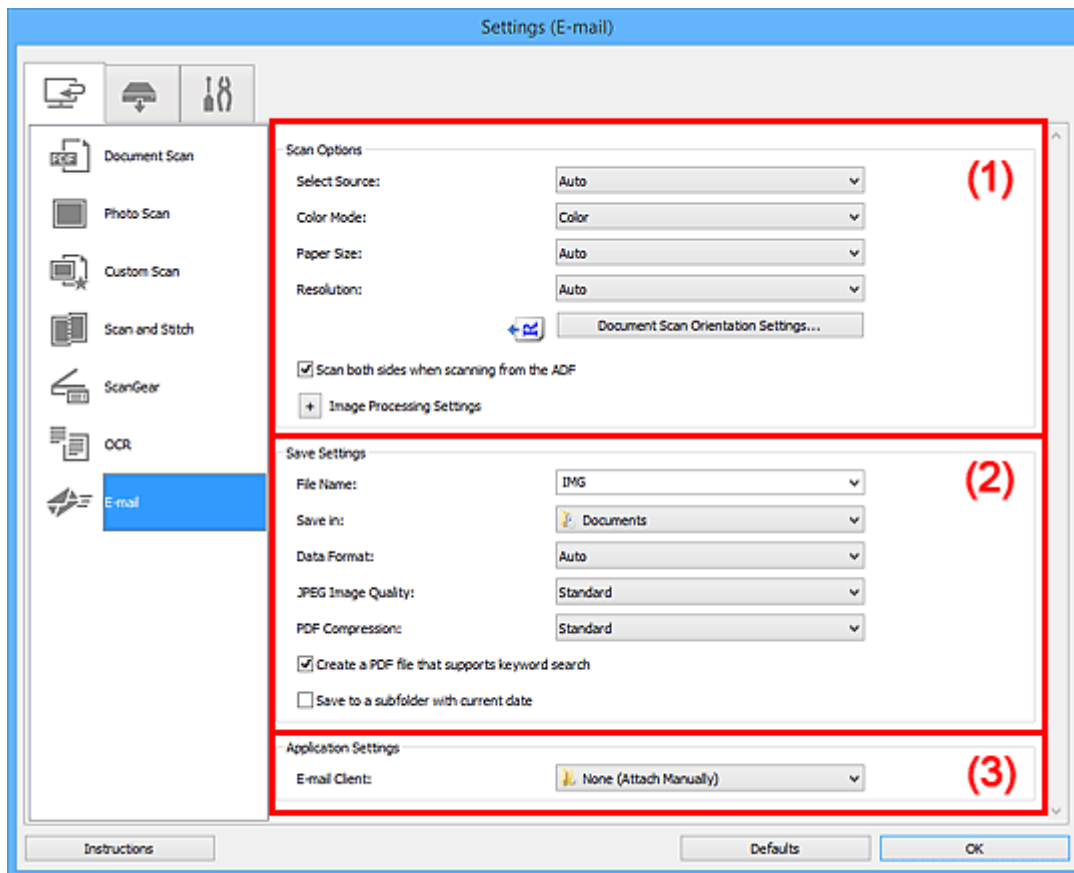 Settings (E-mail)
PDF
Document Scan
Photo Scan
Custom Scan
Scan and Stitch
ScanGear
OCR
E-mail
Scan Options
(1)
Select Source: Auto
Color Mode: Color
Paper Size: Auto
Resolution: Auto
R Document Scan Orientation Settings...
Scan both sides when scanning from the ADF
+ Image Processing Settings
Save Settings
(2)
File Name: IMG
Save in: Documents
Data Format: Auto
JPEG Image Quality: Standard
PDF Compression: Standard
Create a PDF file that supports keyword search
Save to a subfolder with current date
Application Settings
(3)
E-mail Client: None (Attach Manually)
Instructions Defaults OK